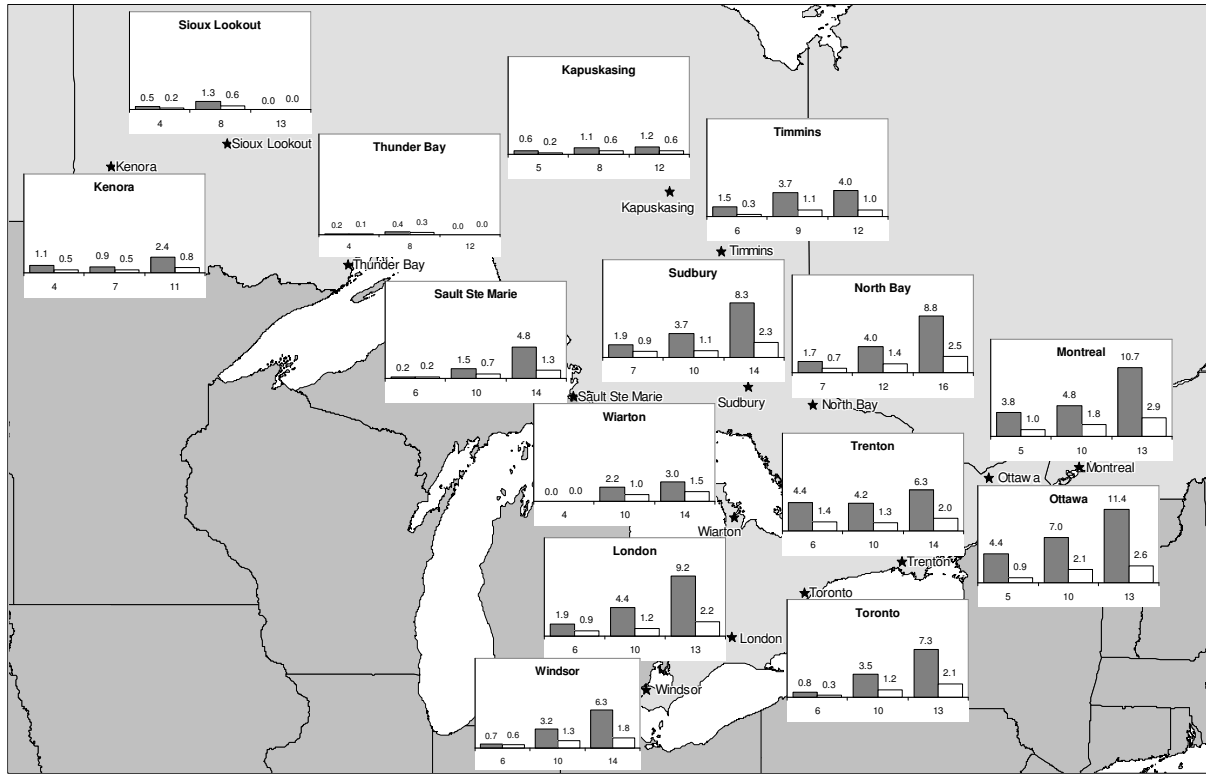 Sioux Lookout
0.5 0.2 1.3 0.6 0.0 0.0
4 8 13
Sioux Lookout
Kenora
Kenora
1.1 0.5 0.9 0.5 2.4 0.8
4 7 11
Thunder Bay
0.2 0.1 0.4 0.3 0.0 0.0
4 8 12
Thunder Bay
Kapuskasing
0.6 0.2 1.1 0.6 1.2 0.6
5 8 12
Kapuskasing
Timmins
1.5 0.3 3.7 1.1 4.0 1.0
6 9 12
Timmins
Sault Ste Marie
0.2 0.2 1.5 0.7 4.8 1.3
6 10 14
Sault Ste Marie
Sudbury
1.9 0.9 3.7 1.1 8.3 2.3
7 10 14
Sudbury
North Bay
1.7 0.7 4.0 1.4 8.8 2.5
7 12 16
North Bay
Montreal
3.8 1.0 4.8 1.8 10.7 2.9
5 10 13
Montreal
Wiarton
0.0 0.0 2.2 1.0 3.0 1.5
4 10 14
Wiarton
Trenton
4.4 1.4 4.2 1.3 6.3 2.0
6 10 14
Trenton
Ottawa
Ottawa
4.4 0.9 7.0 2.1 11.4 2.6
5 10 13
London
1.9 0.9 4.4 1.2 9.2 2.2
6 10 13
London
Toronto
Toronto
0.8 0.3 3.5 1.2 7.3 2.1
6 10 13
Windsor
0.7 0.6 3.2 1.3 6.3 1.8
6 10 14
Windsor